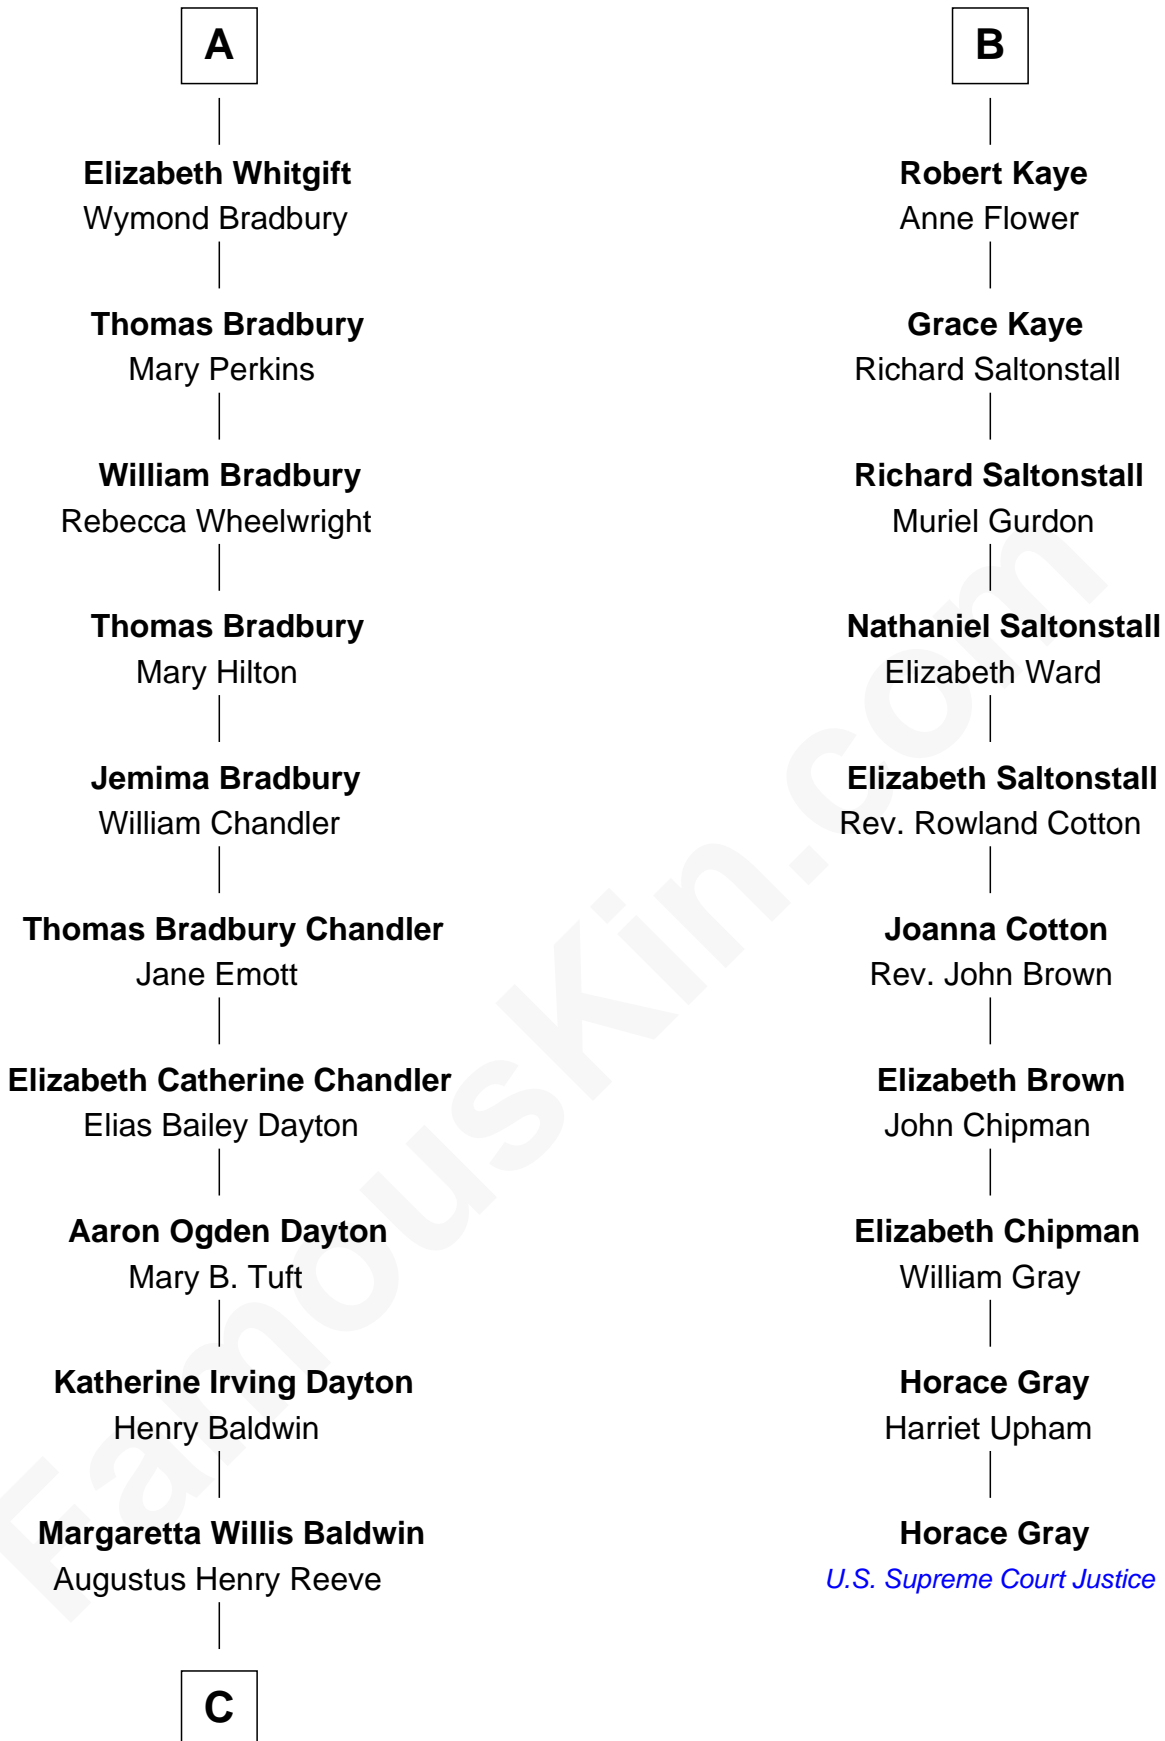 A
Elizabeth Whitgift
Wymond Bradbury
Thomas Bradbury
Mary Perkins
William Bradbury
Rebecca Wheelwright
Thomas Bradbury
Mary Hilton
Jemima Bradbury
William Chandler
Thomas Bradbury Chandler
Jane Emott
Elizabeth Catherine Chandler
Elias Bailey Dayton
Aaron Ogden Dayton
Mary B. Tuft
Katherine Irving Dayton
Henry Baldwin
Margaretta Willis Baldwin
Augustus Henry Reeve
C
B
Robert Kaye
Anne Flower
Grace Kaye
Richard Saltonstall
Richard Saltonstall
Muriel Gurdon
Nathaniel Saltonstall
Elizabeth Ward
Elizabeth Saltonstall
Rev. Rowland Cotton
Joanna Cotton
Rev. John Brown
Elizabeth Brown
John Chipman
Elizabeth Chipman
William Gray
Horace Gray
Harriet Upham
Horace Gray
U.S. Supreme Court Justice
FamousKin.com